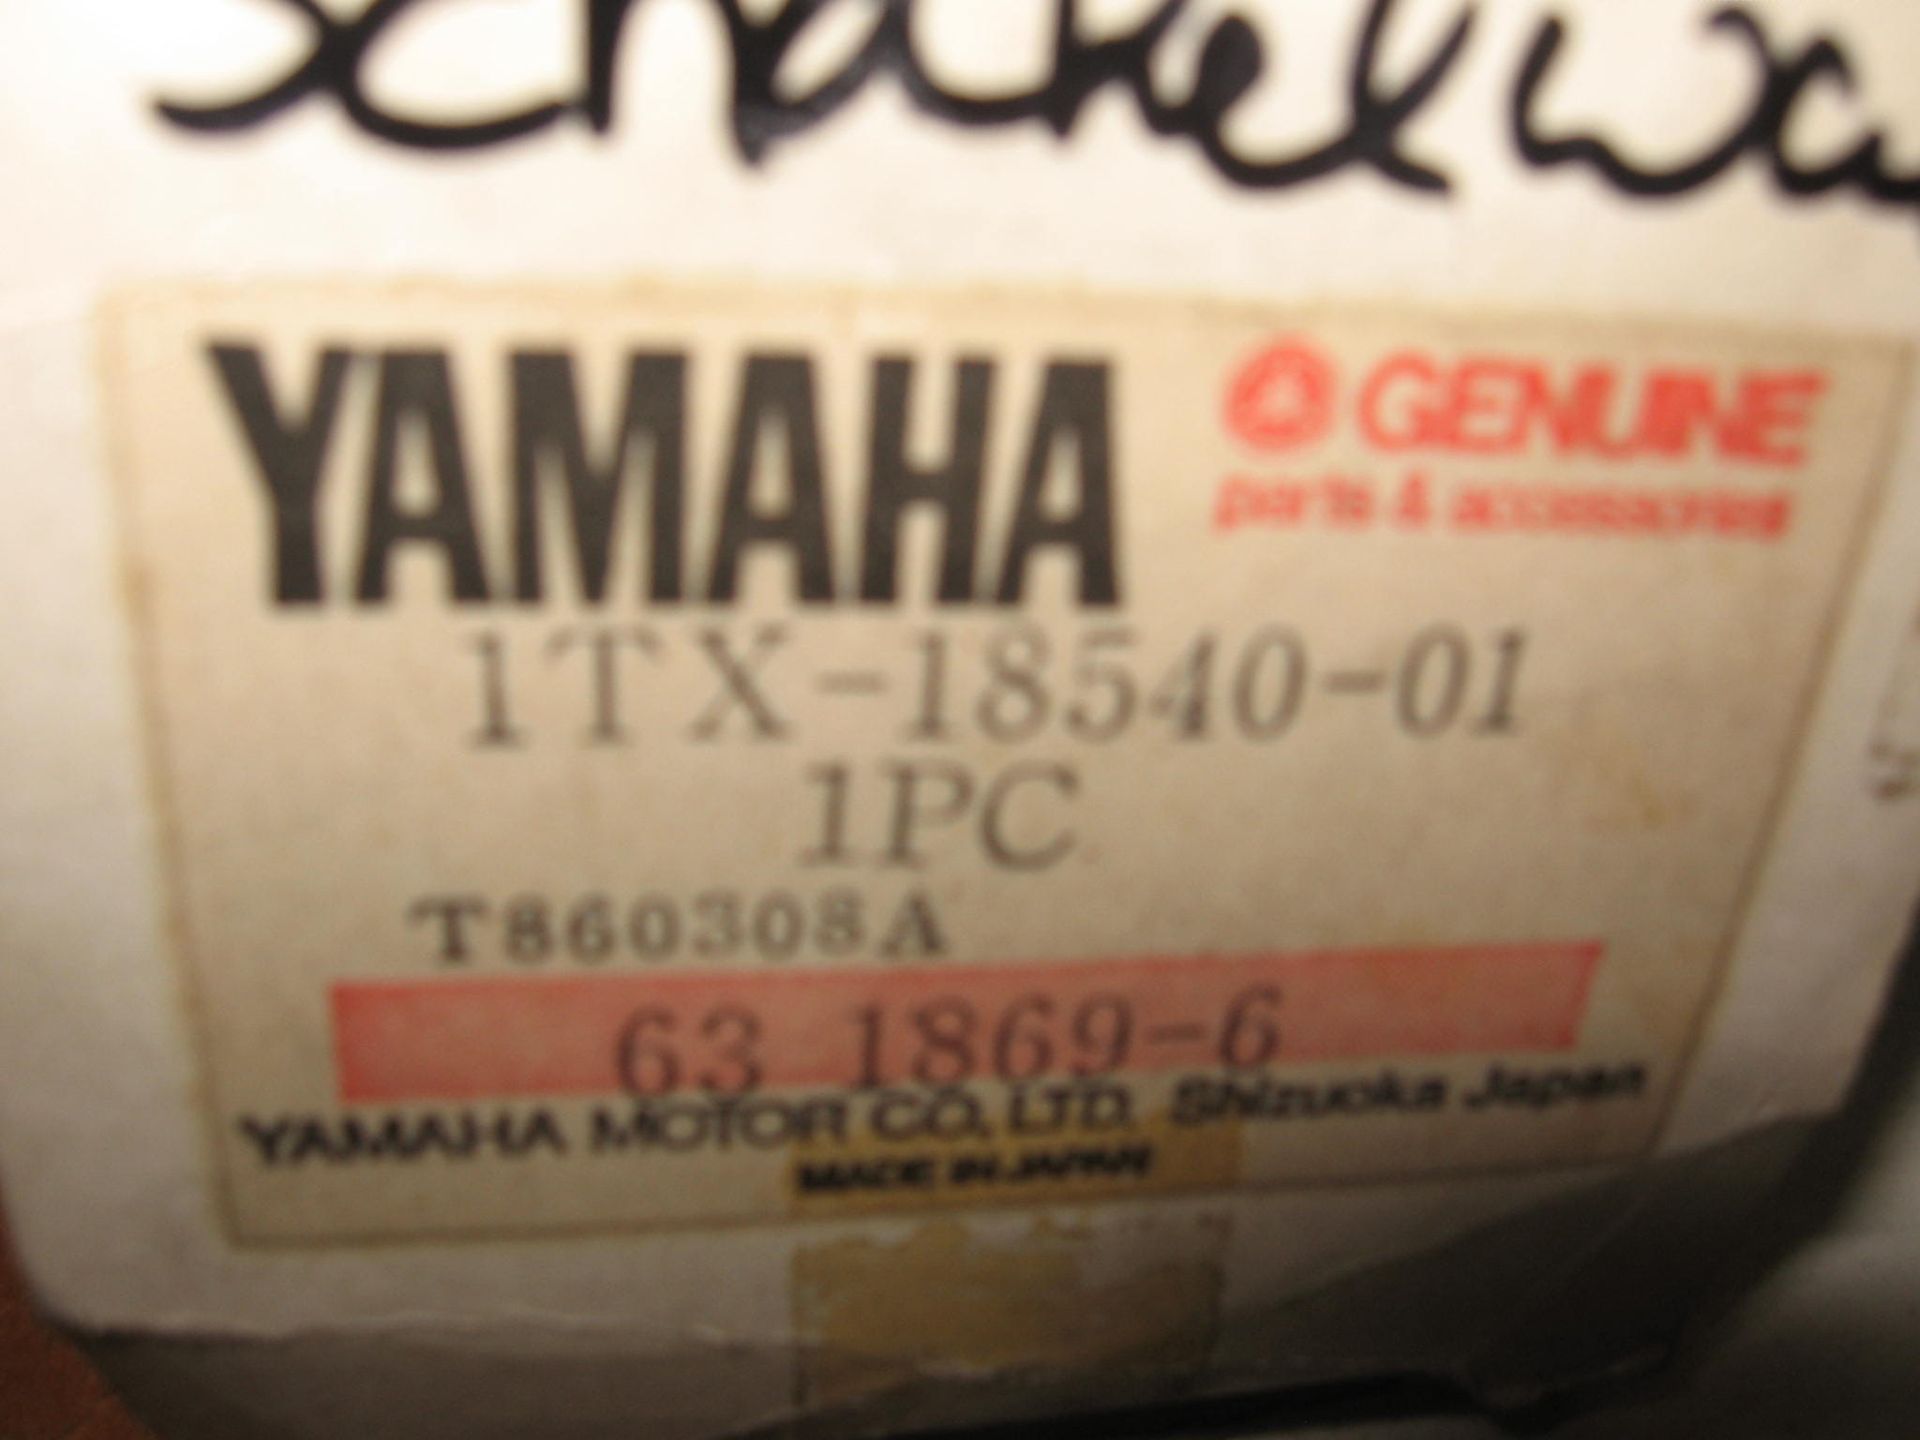 YAMAHA
GENUINE
parts & accessories
1TX-18540-01
1PC
T860308A
63 1869-6
YAMAHA MOTOR CO., LTD. Shizuoka Japan
MADE IN JAPAN